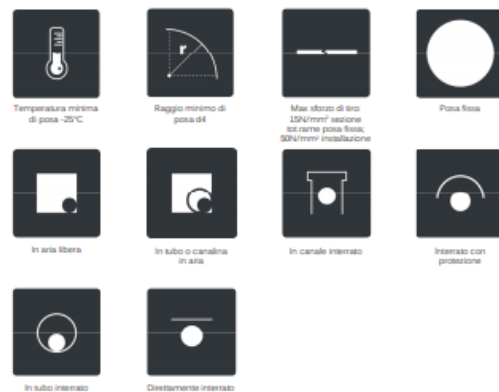 r
Temperatura minima
di posa -25°C
Raggio minimo di
posa d4
Max sforzo di tiro
15N/mm² sezione
tot.rame posa fissa;
50N/mm² installazione
Posa fissa
In aria libera
In tubo o canalina
in aria
In canale interrato
Interrato con
protezione
In tubo interrato
Direttamente interrato